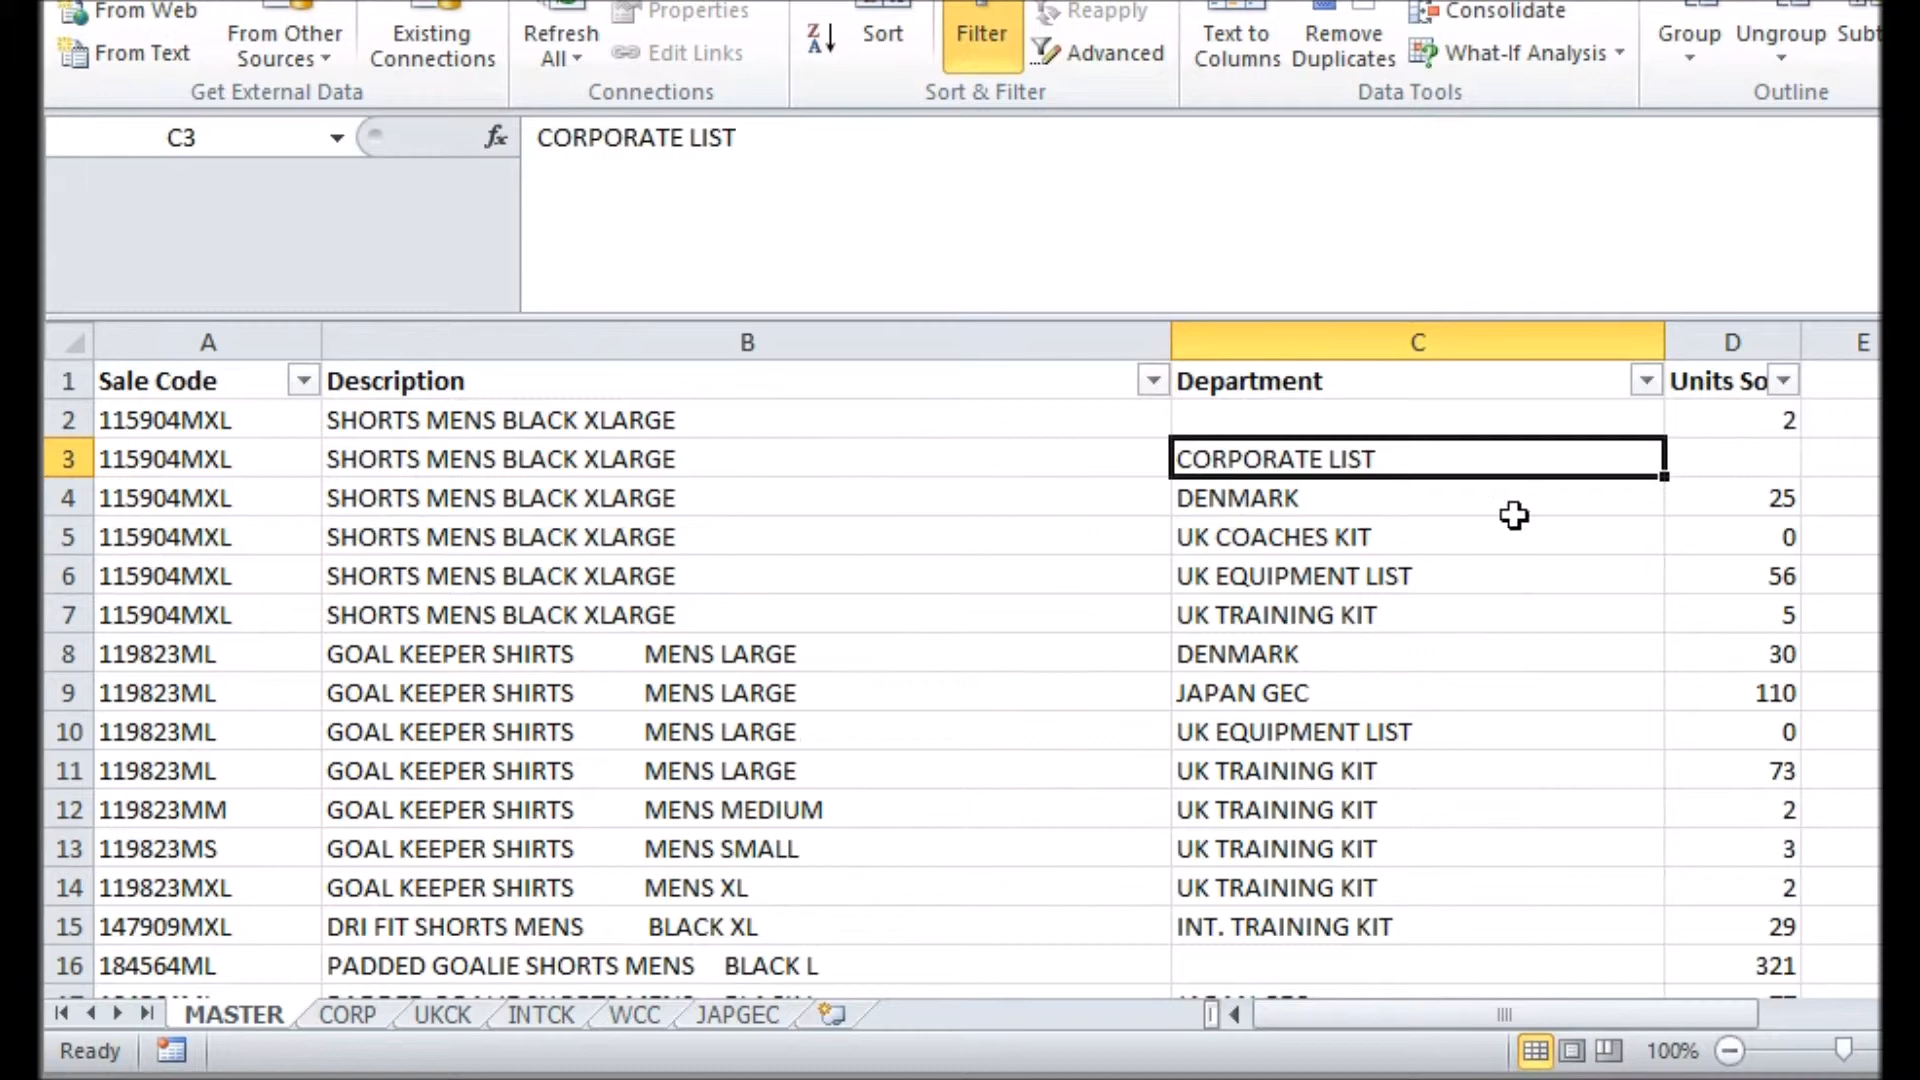 From Web
From Text
From Other Sources
Existing Connections
Get External Data
Refresh All
Properties
Edit Links
Connections
Z
A
Sort
Filter
Reapply
Advanced
Sort & Filter
Text to Columns
Remove Duplicates
Consolidate
What-If Analysis
Data Tools
Group
Ungroup
Outline
C3 fx CORPORATE LIST
A B C D E
1 Sale Code Description Department Units So
2 115904MXL SHORTS MENS BLACK XLARGE 2
3 115904MXL SHORTS MENS BLACK XLARGE CORPORATE LIST
4 115904MXL SHORTS MENS BLACK XLARGE DENMARK 25
5 115904MXL SHORTS MENS BLACK XLARGE UK COACHES KIT 0
6 115904MXL SHORTS MENS BLACK XLARGE UK EQUIPMENT LIST 56
7 115904MXL SHORTS MENS BLACK XLARGE UK TRAINING KIT 5
8 119823ML GOAL KEEPER SHIRTS MENS LARGE DENMARK 30
9 119823ML GOAL KEEPER SHIRTS MENS LARGE JAPAN GEC 110
10 119823ML GOAL KEEPER SHIRTS MENS LARGE UK EQUIPMENT LIST 0
11 119823ML GOAL KEEPER SHIRTS MENS LARGE UK TRAINING KIT 73
12 119823MM GOAL KEEPER SHIRTS MENS MEDIUM UK TRAINING KIT 2
13 119823MS GOAL KEEPER SHIRTS MENS SMALL UK TRAINING KIT 3
14 119823MXL GOAL KEEPER SHIRTS MENS XL UK TRAINING KIT 2
15 147909MXL DRI FIT SHORTS MENS BLACK XL INT. TRAINING KIT 29
16 184564ML PADDED GOALIE SHORTS MENS BLACK L 321
MASTER CORP UKCK INTCK WCC JAPGEC
Ready 100%